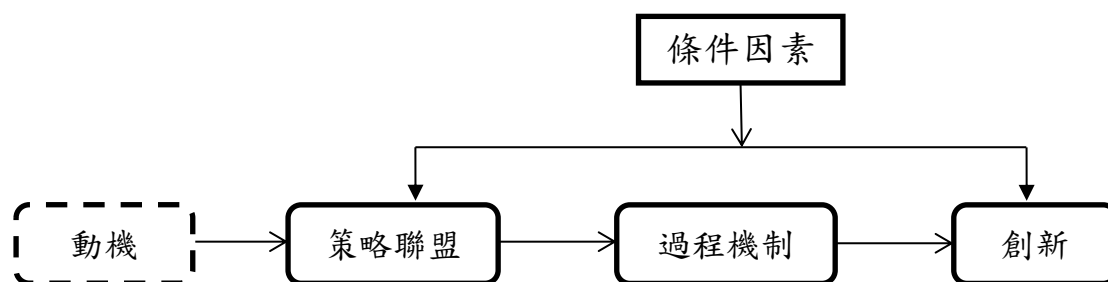 條件因素
動機
策略聯盟
過程機制
創新